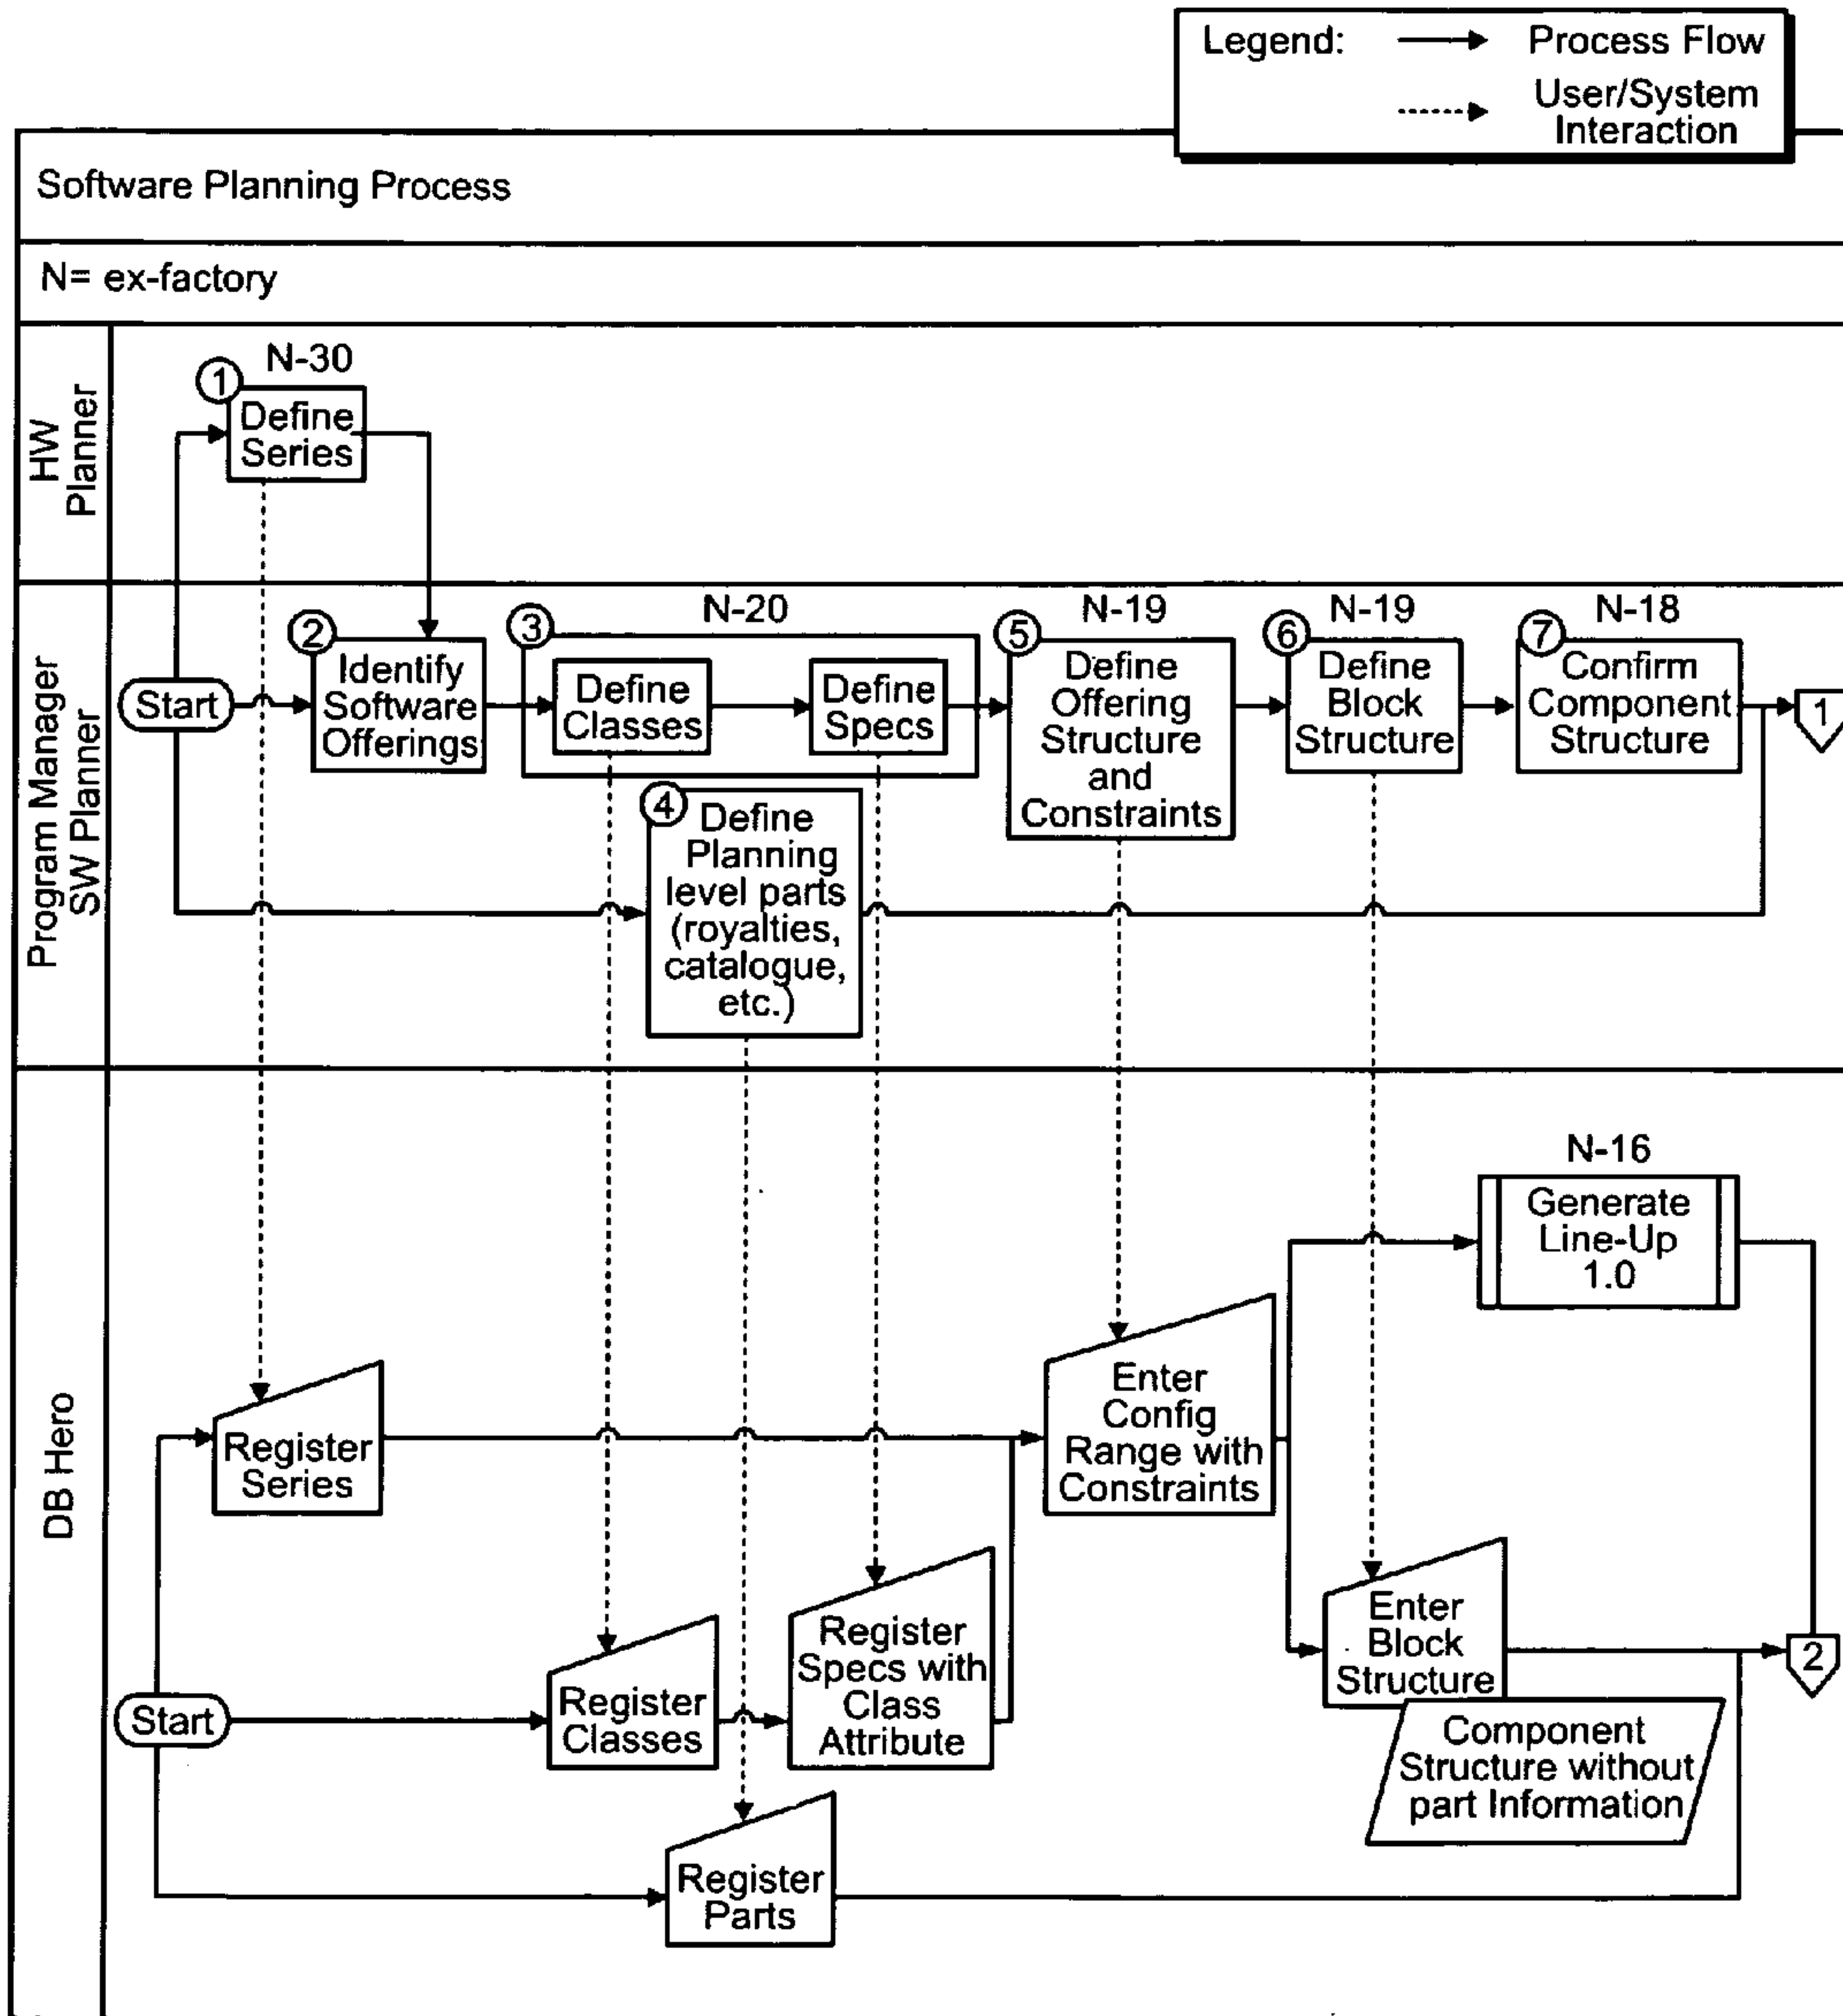 Legend:
Process Flow
User/System
Interaction
Software Planning Process
N= ex-factory
HW
Planner
1
N-30
Define
Series
Program Manager
SW Planner
Start
2
Identify
Software
Offerings
3
N-20
Define
Classes
Define
Specs
4
Define
Planning
level parts
(royalties,
catalogue,
etc.)
5
N-19
Define
Offering
Structure
and
Constraints
6
N-19
Define
Block
Structure
7
N-18
Confirm
Component
Structure
1
DB Hero
Start
Register
Series
Register
Classes
Register
Specs with
Class
Attribute
Register
Parts
Enter
Config
Range with
Constraints
N-16
Generate
Line-Up
1.0
Enter
Block
Structure
Component
Structure without
part Information
2